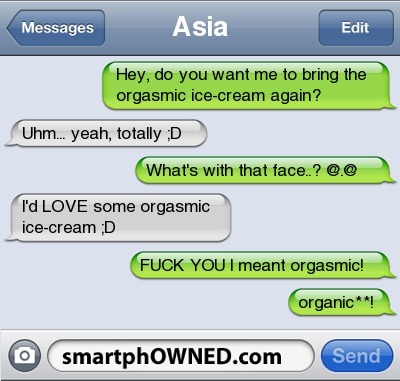 Messages
Asia
Edit
Hey, do you want me to bring the
orgasmic ice-cream again?
Uhm... yeah, totally ;D
What's with that face..? @.@
I'd LOVE some orgasmic
ice-cream ;D
FUCK YOU I meant orgasmic!
organic**!
smartphOWNED.com
Send